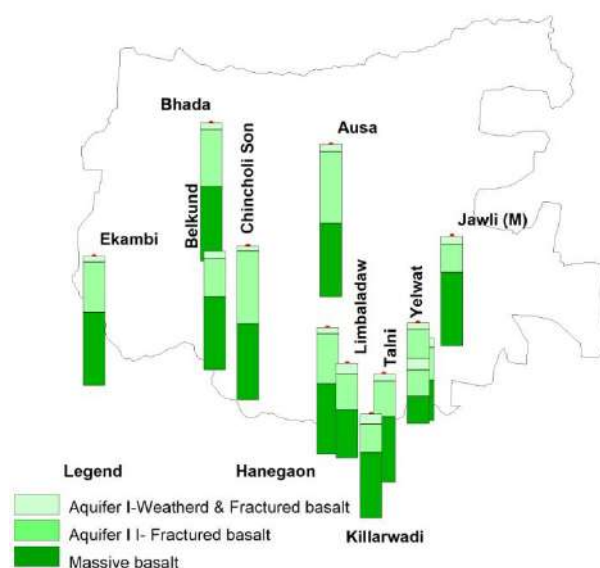 Bhada
Ausa
Chincholi Son
Belkund
Jawli (M)
Ekambi
Yelwat
Limbaladaw
Talni
Legend
Hanegaon
Aquifer I-Weatherd & Fractured basalt
Aquifer I I- Fractured basalt
Killarwadi
Massive basalt